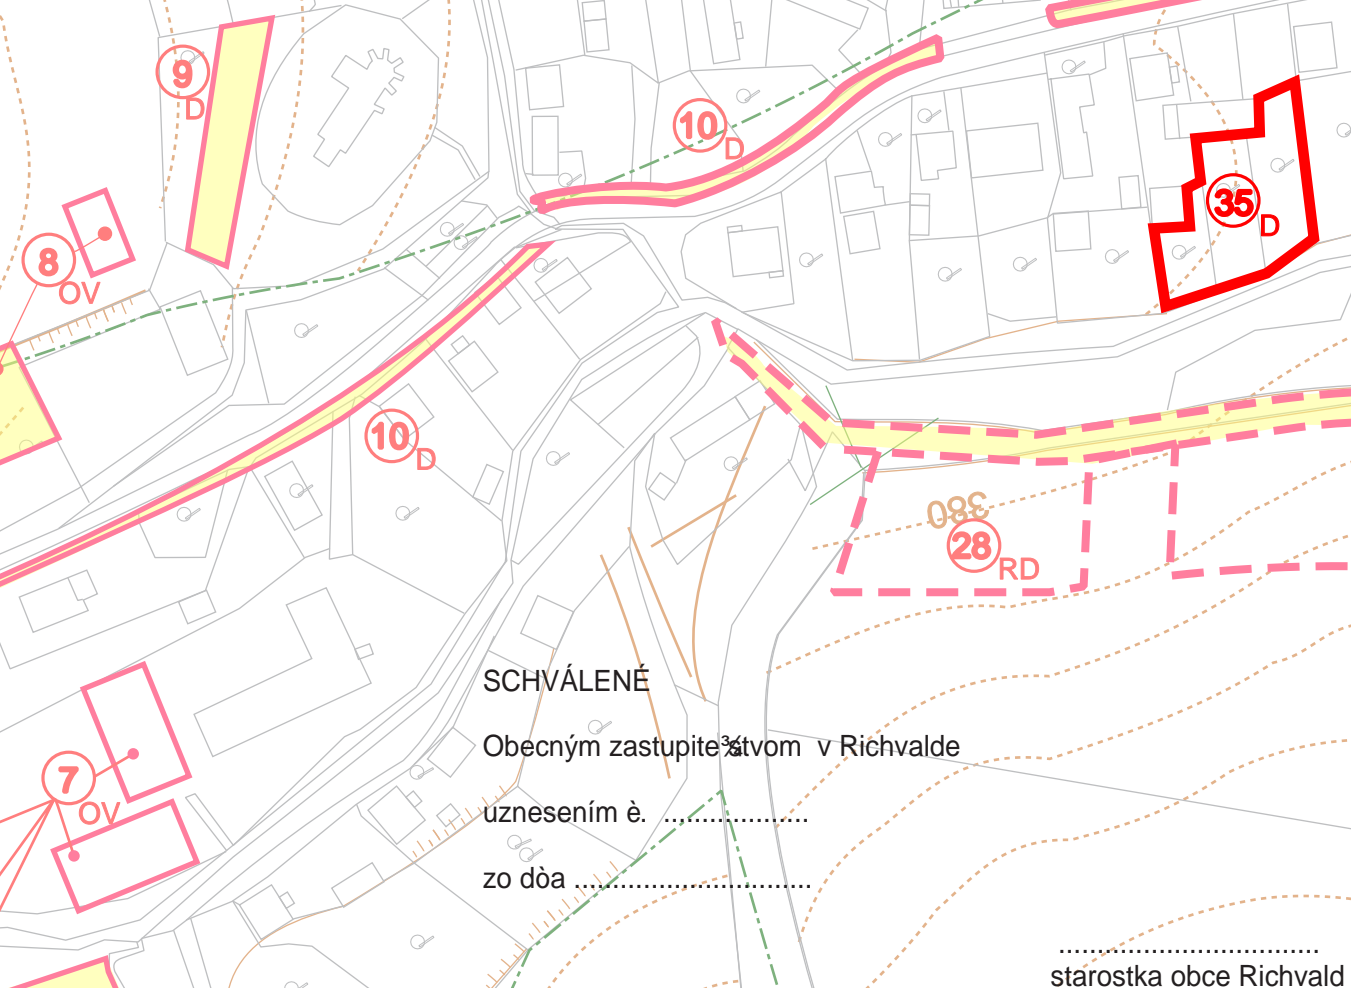 9
D
10
D
35
D
8
OV
10
D
380
28
RD
SCHVÁLENÉ
Obecným zastupite¾stvom v Richvalde
uznesením è. ...................
7
OV
zo dòa ...............................
..................................
starostka obce Richvald